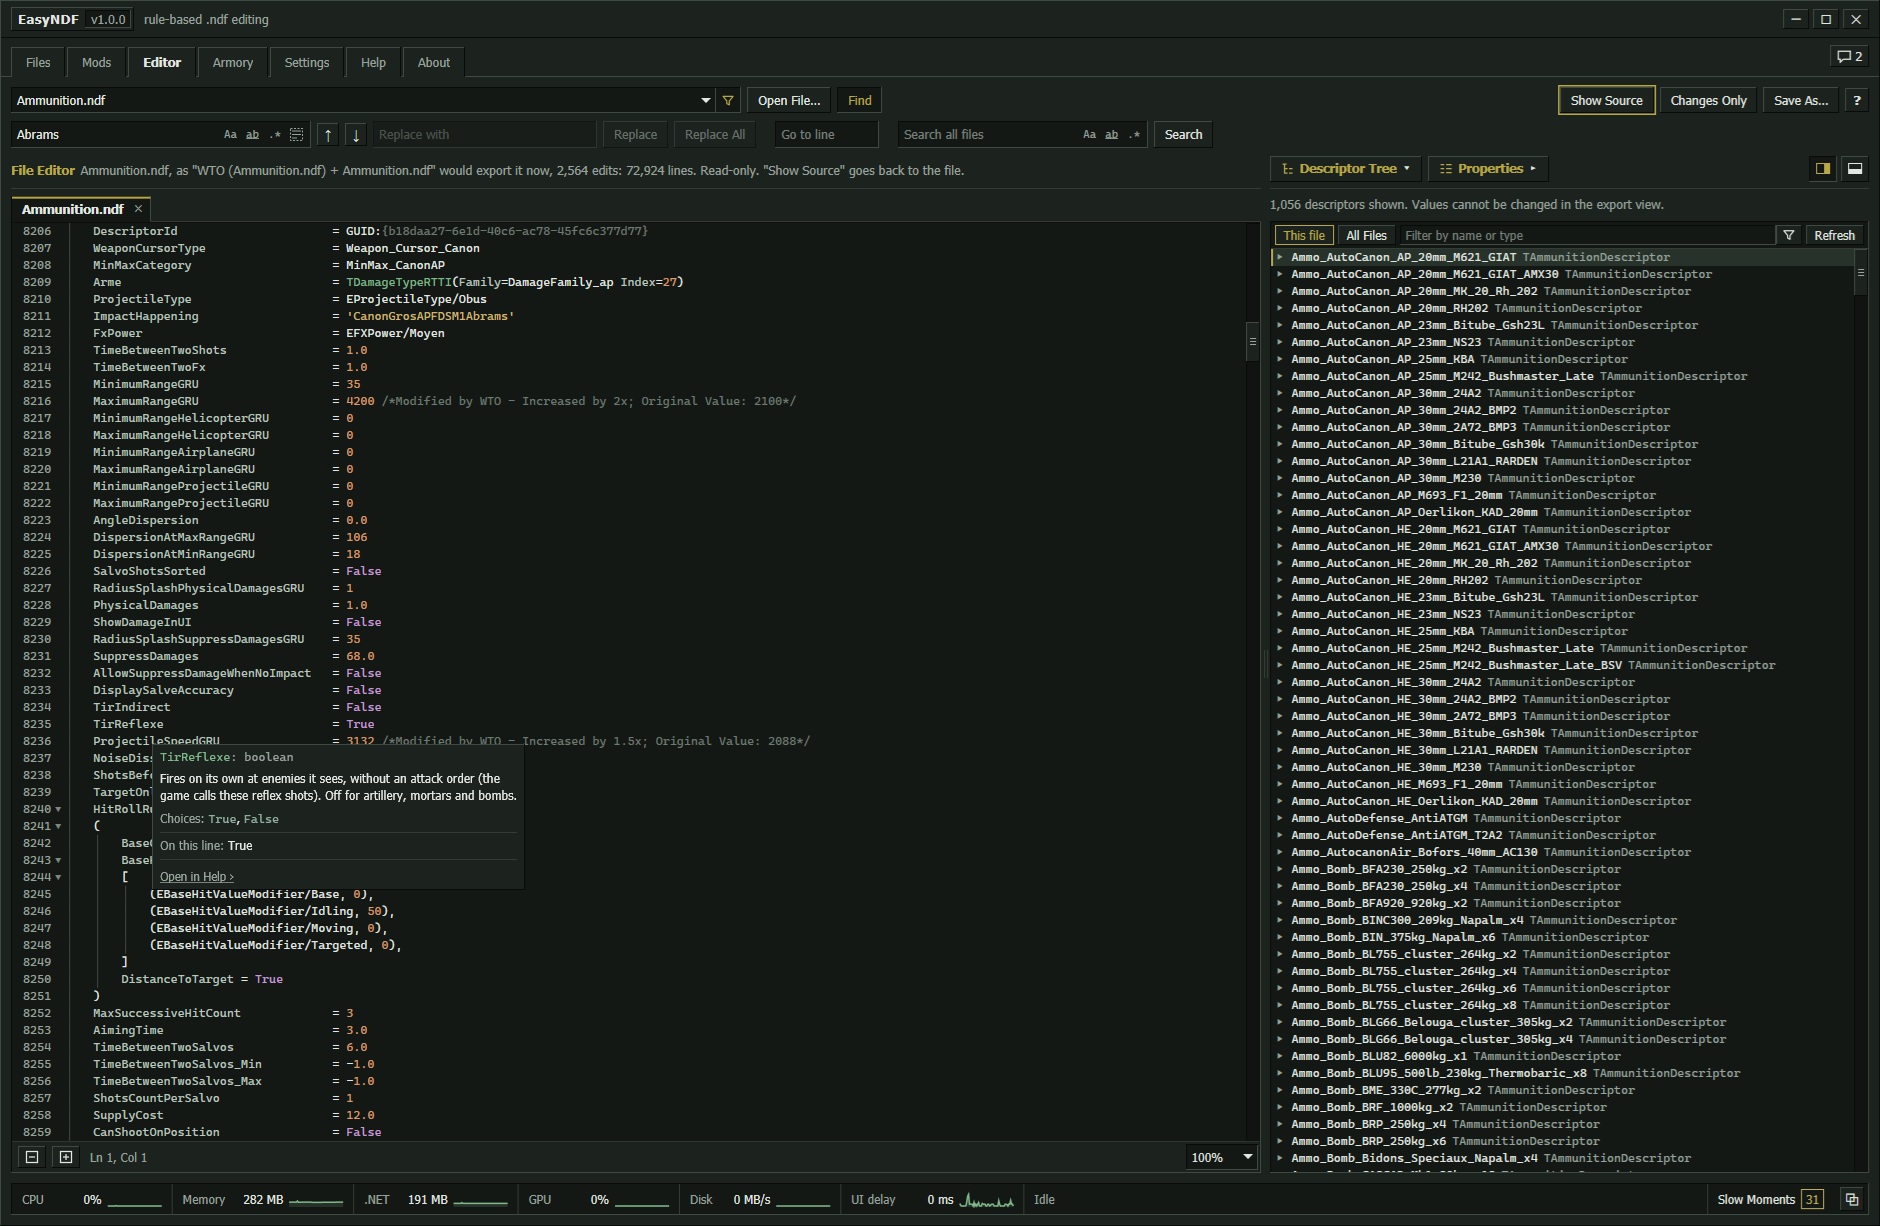 EasyNDF v1.0.0 rule-based .ndf editing
Files Mods Editor Armory Settings Help About 2
Ammunition.ndf Open File... Find Show Source Changes Only Save As... ?
Abrams Aa ab .* Replace with Replace Replace All Go to line Search all files Aa ab .* Search
File Editor Ammunition.ndf, as "WTO (Ammunition.ndf) + Ammunition.ndf" would export it now, 2,564 edits: 72,924 lines. Read-only. "Show Source" goes back to the file.
Ammunition.ndf ×
8206 DescriptorId = GUID:{b18daa27-6e1d-40c6-ac78-45fc6c377d77}
8207 WeaponCursorType = Weapon_Cursor_Canon
8208 MinMaxCategory = MinMax_CanonAP
8209 Arme = TDamageTypeRTTI(Family=DamageFamily_ap Index=27)
8210 ProjectileType = EProjectileType/Obus
8211 ImpactHappening = 'CanonGrosAPFDSM1Abrams'
8212 FxPower = EFXPower/Moyen
8213 TimeBetweenTwoShots = 1.0
8214 TimeBetweenTwoFx = 1.0
8215 MinimumRangeGRU = 35
8216 MaximumRangeGRU = 4200 /*Modified by WTO - Increased by 2x; Original Value: 2100*/
8217 MinimumRangeHelicopterGRU = 0
8218 MaximumRangeHelicopterGRU = 0
8219 MinimumRangeAirplaneGRU = 0
8220 MaximumRangeAirplaneGRU = 0
8221 MinimumRangeProjectileGRU = 0
8222 MaximumRangeProjectileGRU = 0
8223 AngleDispersion = 0.0
8224 DispersionAtMaxRangeGRU = 106
8225 DispersionAtMinRangeGRU = 18
8226 SalvoShotsSorted = False
8227 RadiusSplashPhysicalDamagesGRU = 1
8228 PhysicalDamages = 1.0
8229 ShowDamageInUI = False
8230 RadiusSplashSuppressDamagesGRU = 35
8231 SuppressDamages = 68.0
8232 AllowSuppressDamageWhenNoImpact = False
8233 DisplaySalveAccuracy = False
8234 TirIndirect = False
8235 TirReflexe = True
8236 ProjectileSpeedGRU = 3132 /*Modified by WTO - Increased by 1.5x; Original Value: 2088*/
8237 NoiseDiss
8238 ShotsBef
8239 TargetOn
8240 HitRollRu
8241 (
8242 Base
8243 Base
8244 [
TirReflexe: boolean
Fires on its own at enemies it sees, without an attack order (the
game calls these reflex shots). Off for artillery, mortars and bombs.
Choices: True, False
On this line: True
Open in Help ›
8245 (EBaseHitValueModifier/Base, 0),
8246 (EBaseHitValueModifier/Idling, 50),
8247 (EBaseHitValueModifier/Moving, 0),
8248 (EBaseHitValueModifier/Targeted, 0),
8249 ]
8250 DistanceToTarget = True
8251 )
8252 MaxSuccessiveHitCount = 3
8253 AimingTime = 3.0
8254 TimeBetweenTwoSalvos = 6.0
8255 TimeBetweenTwoSalvos_Min = -1.0
8256 TimeBetweenTwoSalvos_Max = -1.0
8257 ShotsCountPerSalvo = 1
8258 SupplyCost = 12.0
8259 CanShootOnPosition = False
Ln 1, Col 1 100%
Descriptor Tree Properties
1,056 descriptors shown. Values cannot be changed in the export view.
This file All Files Filter by name or type Refresh
Ammo_AutoCanon_AP_20mm_M621_GIAT TAmmunitionDescriptor
Ammo_AutoCanon_AP_20mm_M621_GIAT_AMX30 TAmmunitionDescriptor
Ammo_AutoCanon_AP_20mm_MK_20_Rh_202 TAmmunitionDescriptor
Ammo_AutoCanon_AP_20mm_RH202 TAmmunitionDescriptor
Ammo_AutoCanon_AP_23mm_Bitube_Gsh23L TAmmunitionDescriptor
Ammo_AutoCanon_AP_23mm_NS23 TAmmunitionDescriptor
Ammo_AutoCanon_AP_25mm_KBA TAmmunitionDescriptor
Ammo_AutoCanon_AP_25mm_M242_Bushmaster_Late TAmmunitionDescriptor
Ammo_AutoCanon_AP_30mm_24A2 TAmmunitionDescriptor
Ammo_AutoCanon_AP_30mm_24A2_BMP2 TAmmunitionDescriptor
Ammo_AutoCanon_AP_30mm_2A72_BMP3 TAmmunitionDescriptor
Ammo_AutoCanon_AP_30mm_Bitube_Gsh30k TAmmunitionDescriptor
Ammo_AutoCanon_AP_30mm_L21A1_RARDEN TAmmunitionDescriptor
Ammo_AutoCanon_AP_30mm_M230 TAmmunitionDescriptor
Ammo_AutoCanon_AP_M693_F1_20mm TAmmunitionDescriptor
Ammo_AutoCanon_AP_Oerlikon_KAD_20mm TAmmunitionDescriptor
Ammo_AutoCanon_HE_20mm_M621_GIAT TAmmunitionDescriptor
Ammo_AutoCanon_HE_20mm_M621_GIAT_AMX30 TAmmunitionDescriptor
Ammo_AutoCanon_HE_20mm_MK_20_Rh_202 TAmmunitionDescriptor
Ammo_AutoCanon_HE_20mm_RH202 TAmmunitionDescriptor
Ammo_AutoCanon_HE_23mm_Bitube_Gsh23L TAmmunitionDescriptor
Ammo_AutoCanon_HE_23mm_NS23 TAmmunitionDescriptor
Ammo_AutoCanon_HE_25mm_KBA TAmmunitionDescriptor
Ammo_AutoCanon_HE_25mm_M242_Bushmaster_Late TAmmunitionDescriptor
Ammo_AutoCanon_HE_25mm_M242_Bushmaster_Late_BSV TAmmunitionDescriptor
Ammo_AutoCanon_HE_30mm_24A2 TAmmunitionDescriptor
Ammo_AutoCanon_HE_30mm_24A2_BMP2 TAmmunitionDescriptor
Ammo_AutoCanon_HE_30mm_2A72_BMP3 TAmmunitionDescriptor
Ammo_AutoCanon_HE_30mm_Bitube_Gsh30k TAmmunitionDescriptor
Ammo_AutoCanon_HE_30mm_L21A1_RARDEN TAmmunitionDescriptor
Ammo_AutoCanon_HE_30mm_M230 TAmmunitionDescriptor
Ammo_AutoCanon_HE_M693_F1_20mm TAmmunitionDescriptor
Ammo_AutoCanon_HE_Oerlikon_KAD_20mm TAmmunitionDescriptor
Ammo_AutoDefense_AntiATGM TAmmunitionDescriptor
Ammo_AutoDefense_AntiATGM_T2A2 TAmmunitionDescriptor
Ammo_AutocanonAir_Bofors_40mm_AC130 TAmmunitionDescriptor
Ammo_Bomb_BFA230_250kg_x2 TAmmunitionDescriptor
Ammo_Bomb_BFA230_250kg_x4 TAmmunitionDescriptor
Ammo_Bomb_BFA920_920kg_x2 TAmmunitionDescriptor
Ammo_Bomb_BINC300_209kg_Napalm_x4 TAmmunitionDescriptor
Ammo_Bomb_BIN_375kg_Napalm_x6 TAmmunitionDescriptor
Ammo_Bomb_BL755_cluster_264kg_x2 TAmmunitionDescriptor
Ammo_Bomb_BL755_cluster_264kg_x4 TAmmunitionDescriptor
Ammo_Bomb_BL755_cluster_264kg_x6 TAmmunitionDescriptor
Ammo_Bomb_BL755_cluster_264kg_x8 TAmmunitionDescriptor
Ammo_Bomb_BLG66_Belouga_cluster_305kg_x2 TAmmunitionDescriptor
Ammo_Bomb_BLG66_Belouga_cluster_305kg_x4 TAmmunitionDescriptor
Ammo_Bomb_BLU82_6000kg_x1 TAmmunitionDescriptor
Ammo_Bomb_BLU95_500lb_230kg_Thermobaric_x8 TAmmunitionDescriptor
Ammo_Bomb_BME_330C_277kg_x2 TAmmunitionDescriptor
Ammo_Bomb_BRF_1000kg_x2 TAmmunitionDescriptor
Ammo_Bomb_BRP_250kg_x4 TAmmunitionDescriptor
Ammo_Bomb_BRP_250kg_x6 TAmmunitionDescriptor
Ammo_Bomb_Bidons_Speciaux_Napalm_x4 TAmmunitionDescriptor
CPU 0% Memory 282 MB .NET 191 MB GPU 0% Disk 0 MB/s UI delay 0 ms Idle Slow Moments 31